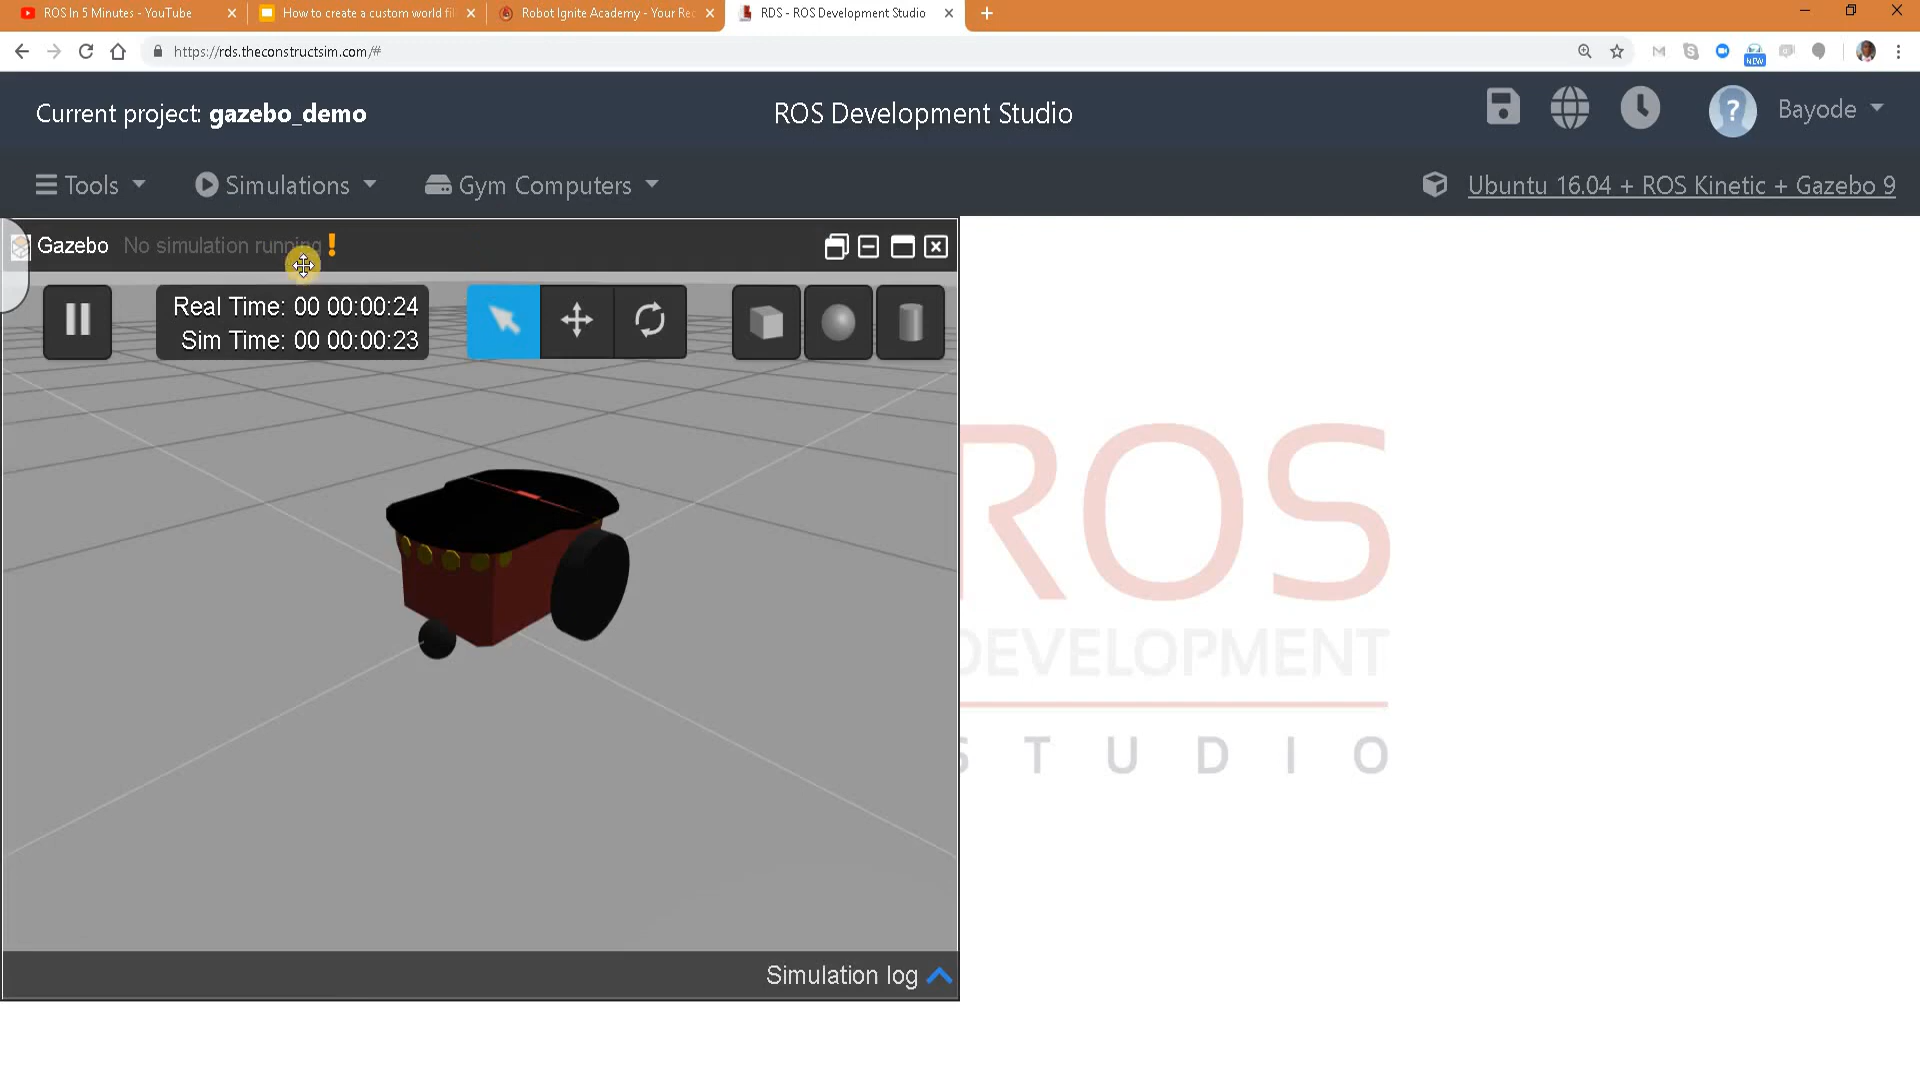 ROS In 5 Minutes - YouTube
How to create a custom world fil
Robot Ignite Academy - Your Rec
RDS - ROS Development Studio
https://rds.theconstructsim.com/#
NEW
Current project: gazebo_demo
ROS Development Studio
?
Bayode
Tools
Simulations
Gym Computers
Ubuntu 16.04 + ROS Kinetic + Gazebo 9
Gazebo
No simulation running !
Real Time: 00 00:00:24
Sim Time: 00 00:00:23
ROS
DEVELOPMENT
STUDIO
Simulation log